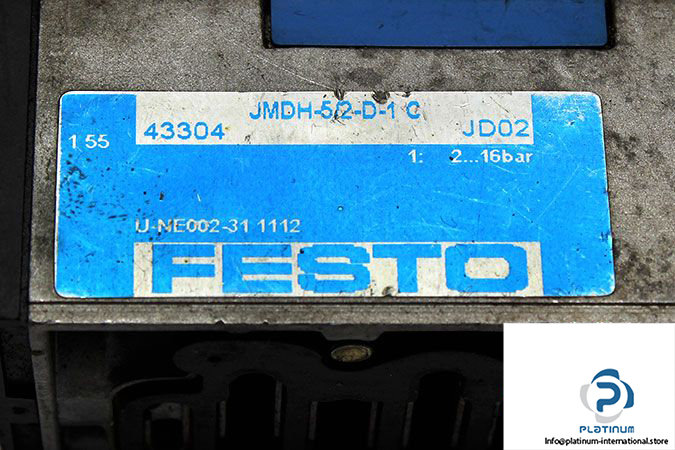 JMDH-5/2-D-1 C
43304 JD02
1 55
1: 2...16bar
U-NE002-31 1112
FESTO
PLATINUM
Info@platinum-international.store